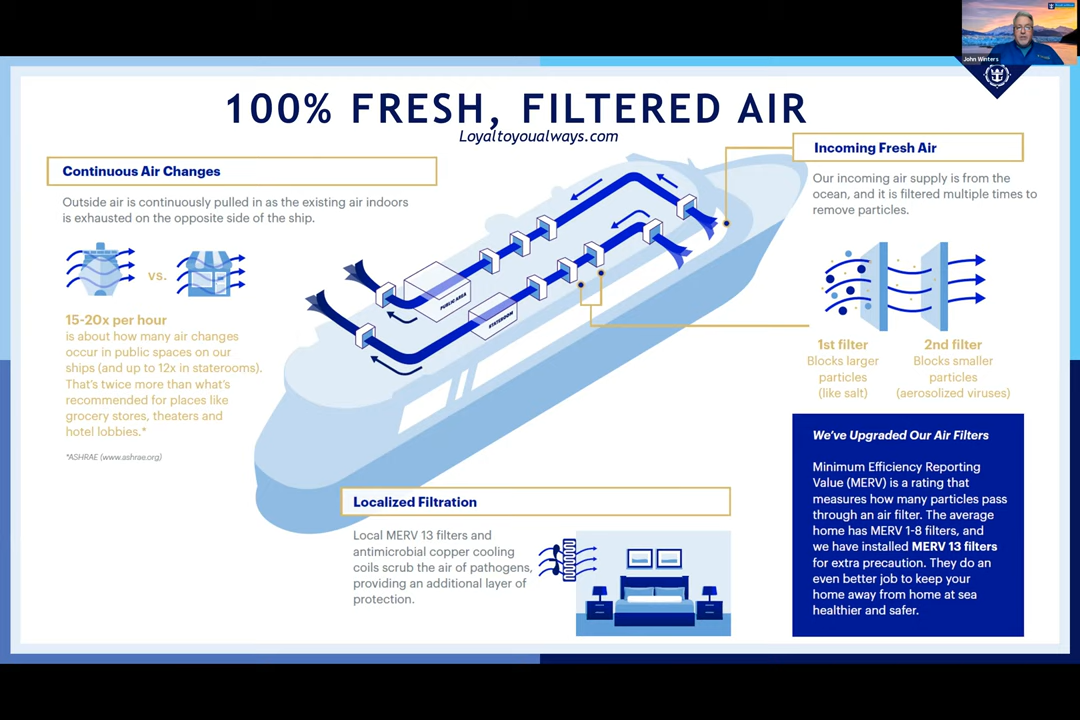 John Winters
100% FRESH, FILTERED AIR
Loyaltoyoualways.com
Continuous Air Changes
Outside air is continuously pulled in as the existing air indoors
is exhausted on the opposite side of the ship.
vs.
15-20x per hour
is about how many air changes
occur in public spaces on our
ships (and up to 12x in staterooms).
That's twice more than what's
recommended for places like
grocery stores, theaters and
hotel lobbies.*
*ASHRAE (www.ashrae.org)
PUBLIC AREA
STATEROOM
Incoming Fresh Air
Our incoming air supply is from the
ocean, and it is filtered multiple times to
remove particles.
1st filter
Blocks larger
particles
(like salt)
2nd filter
Blocks smaller
particles
(aerosolized viruses)
We've Upgraded Our Air Filters
Minimum Efficiency Reporting
Value (MERV) is a rating that
measures how many particles pass
through an air filter. The average
home has MERV 1-8 filters, and
we have installed MERV 13 filters
for extra precaution. They do an
even better job to keep your
home away from home at sea
healthier and safer.
Localized Filtration
Local MERV 13 filters and
antimicrobial copper cooling
coils scrub the air of pathogens,
providing an additional layer of
protection.